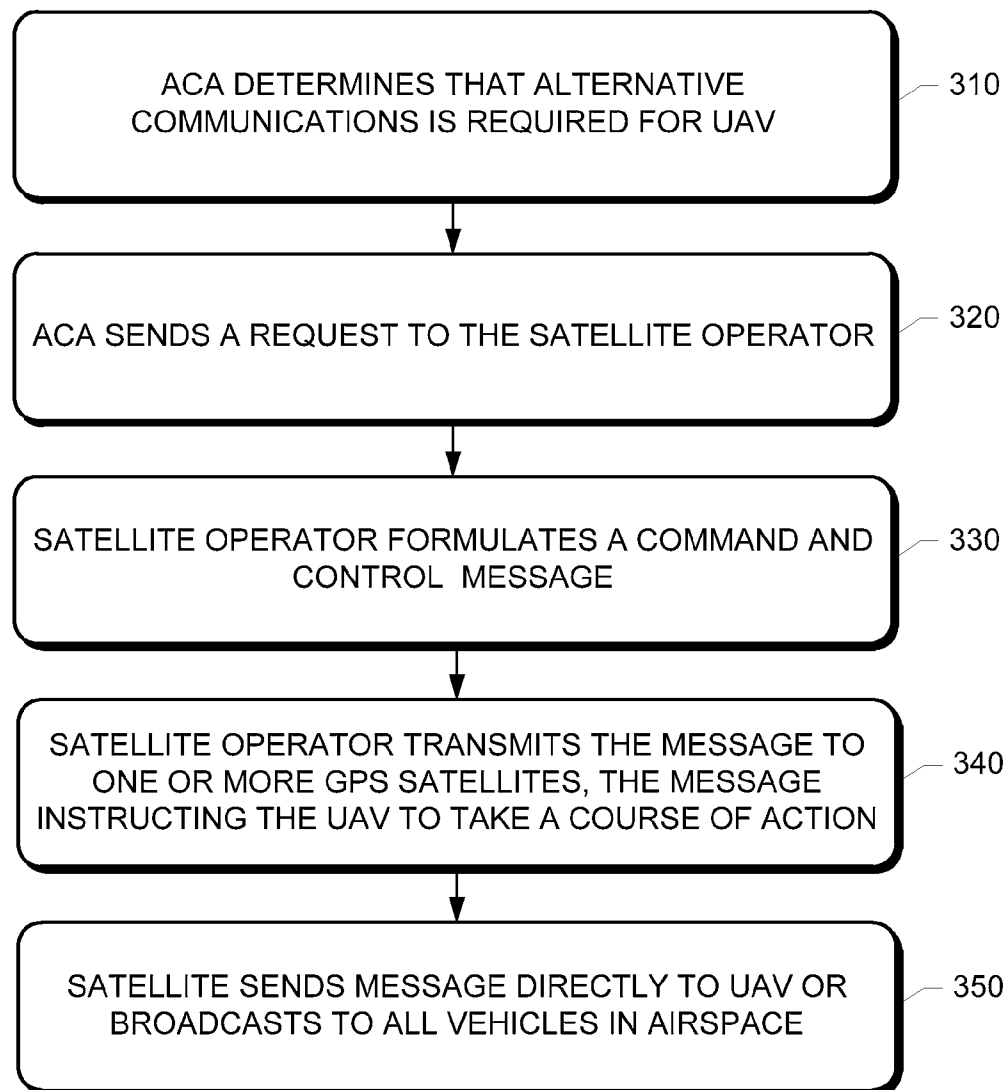 ACA DETERMINES THAT ALTERNATIVE
COMMUNICATIONS IS REQUIRED FOR UAV
310
ACA SENDS A REQUEST TO THE SATELLITE OPERATOR
320
SATELLITE OPERATOR FORMULATES A COMMAND AND
CONTROL MESSAGE
330
SATELLITE OPERATOR TRANSMITS THE MESSAGE TO
ONE OR MORE GPS SATELLITES, THE MESSAGE
INSTRUCTING THE UAV TO TAKE A COURSE OF ACTION
340
SATELLITE SENDS MESSAGE DIRECTLY TO UAV OR
BROADCASTS TO ALL VEHICLES IN AIRSPACE
350